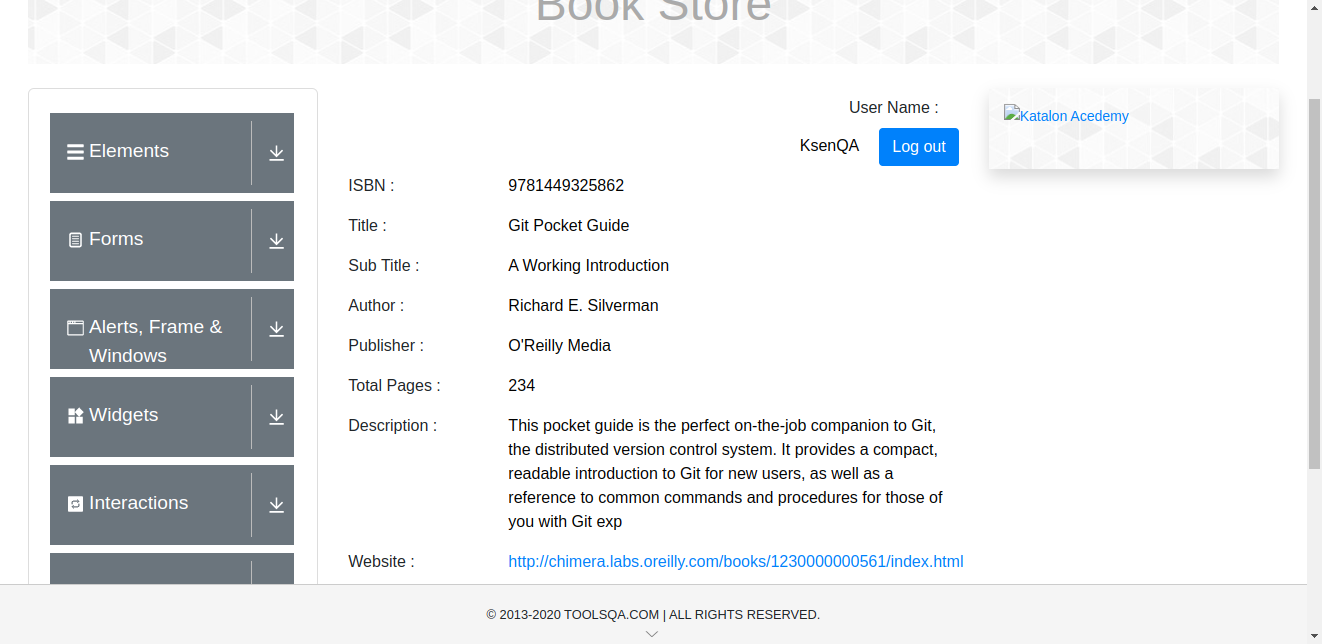 Book Store
Elements
Forms
Alerts, Frame &
Windows
Widgets
Interactions
User Name :
KsenQA
Log out
ISBN :
9781449325862
Title :
Git Pocket Guide
Sub Title :
A Working Introduction
Author :
Richard E. Silverman
Publisher :
O'Reilly Media
Total Pages :
234
Description :
This pocket guide is the perfect on-the-job companion to Git,
the distributed version control system. It provides a compact,
readable introduction to Git for new users, as well as a
reference to common commands and procedures for those of
you with Git exp
Website :
http://chimera.labs.oreilly.com/books/1230000000561/index.html
Katalon Acedemy
© 2013-2020 TOOLSQA.COM | ALL RIGHTS RESERVED.